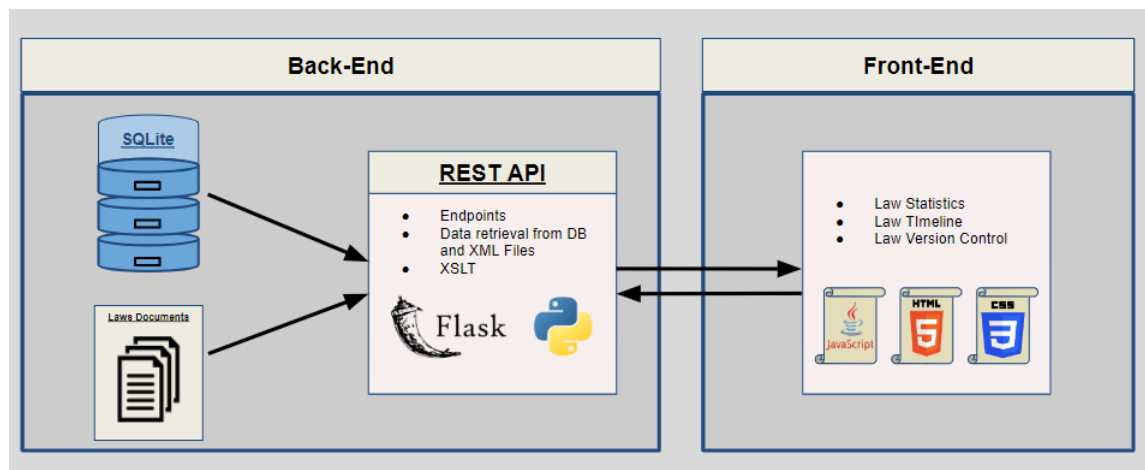 Back-End
Front-End
SQLite
Laws Documents
REST API
● Endpoints
● Data retrieval from DB
and XML Files
● XSLT
Flask
● Law Statistics
● Law TImeline
● Law Version Control
JavaScript
HTML
5
CSS
3